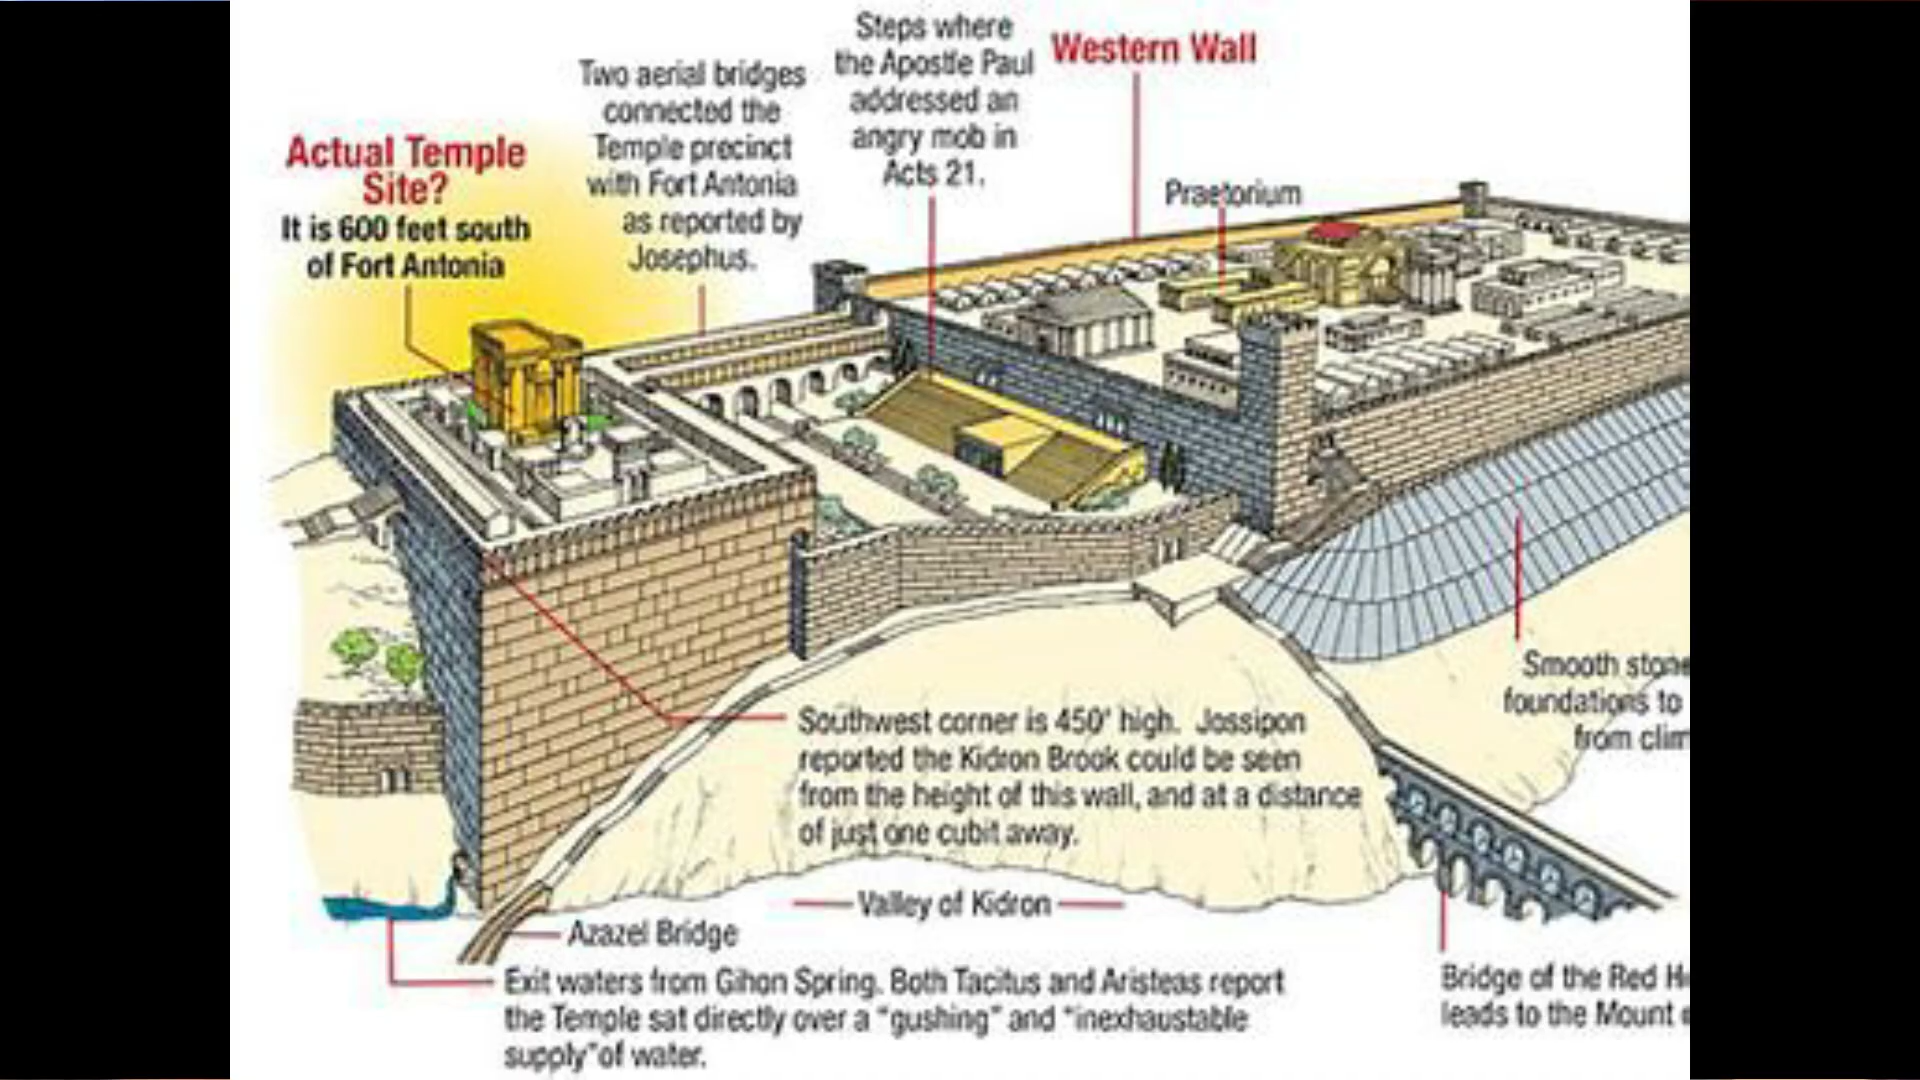 Actual Temple
Site?
It is 600 feet south
of Fort Antonia
Two aerial bridges
connected the
Temple precinct
with Fort Antonia
as reported by
Josephus.
Steps where
the Apostle Paul
addressed an
angry mob in
Acts 21.
Western Wall
Praetorium
Smooth stone
foundations to
from clim
Southwest corner is 450' high. Jossipon
reported the Kidron Brook could be seen
from the height of this wall, and at a distance
of just one cubit away.
Valley of Kidron
Azazel Bridge
Exit waters from Gihon Spring. Both Tacitus and Aristeas report
the Temple sat directly over a "gushing" and "inexhaustable
supply"of water.
Bridge of the Red H
leads to the Mount